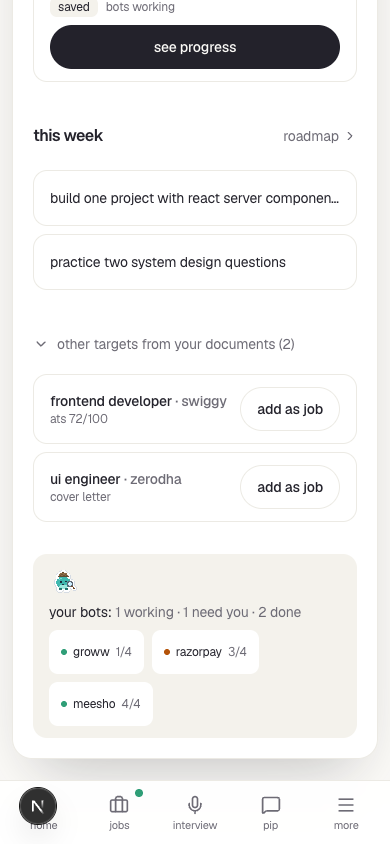 saved bots working
see progress
this week roadmap
build one project with react server componen...
practice two system design questions
other targets from your documents (2)
frontend developer · swiggy
ats 72/100
add as job
ui engineer · zerodha
cover letter
add as job
your bots: 1 working · 1 need you · 2 done
groww 1/4 razorpay 3/4
meesho 4/4
N
home jobs interview pip more